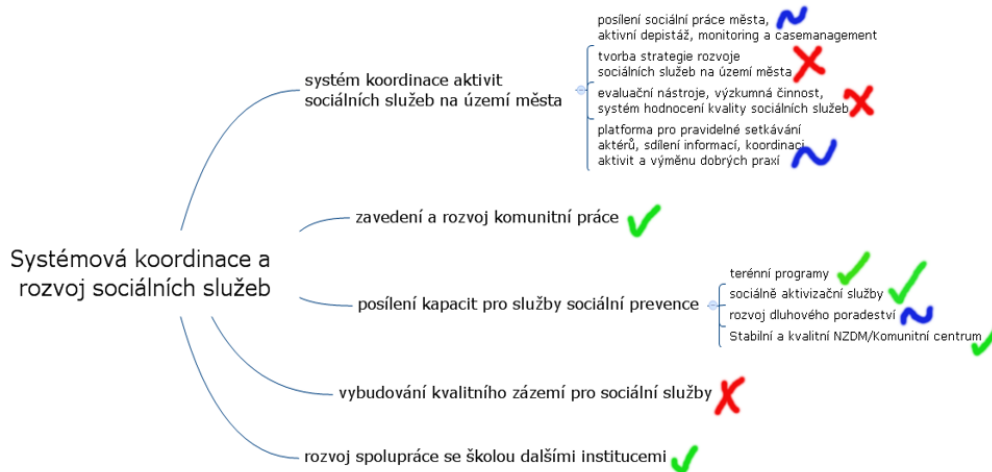 posílení sociální práce města,
aktivní depistáž, monitoring a casemanagement
tvorba strategie rozvoje
sociálních služeb na území města
systém koordinace aktivit
sociálních služeb na území města
evaluační nástroje, výzkumná činnost,
systém hodnocení kvality sociálních služeb
platforma pro pravidelné setkávání
aktérů, sdílení informací, koordinaci
aktivit a výměnu dobrých praxí
zavedení a rozvoj komunitní práce
Systémová koordinace a
rozvoj sociálních služeb
posílení kapacit pro služby sociální prevence
terénní programy
sociálně aktivizační služby
rozvoj dluhového poradeství
Stabilní a kvalitní NZDM/Komunitní centrum
vybudování kvalitního zázemí pro sociální služby
rozvoj spolupráce se školou dalšími institucemi